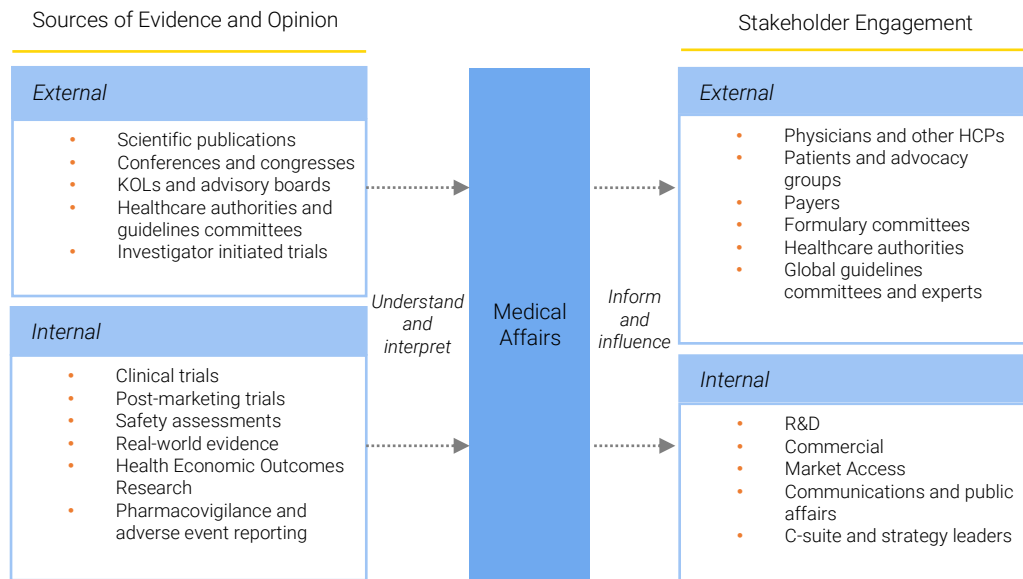 Sources of Evidence and Opinion
External
• Scientific publications
• Conferences and congresses
• KOLs and advisory boards
• Healthcare authorities and
guidelines committees
• Investigator initiated trials
Internal
• Clinical trials
• Post-marketing trials
• Safety assessments
• Real-world evidence
• Health Economic Outcomes
Research
• Pharmacovigilance and
adverse event reporting
Understand
and
interpret
Medical
Affairs
Inform
and
influence
Stakeholder Engagement
External
• Physicians and other HCPs
• Patients and advocacy
groups
• Payers
• Formulary committees
• Healthcare authorities
• Global guidelines
committees and experts
Internal
• R&D
• Commercial
• Market Access
• Communications and public
affairs
• C-suite and strategy leaders